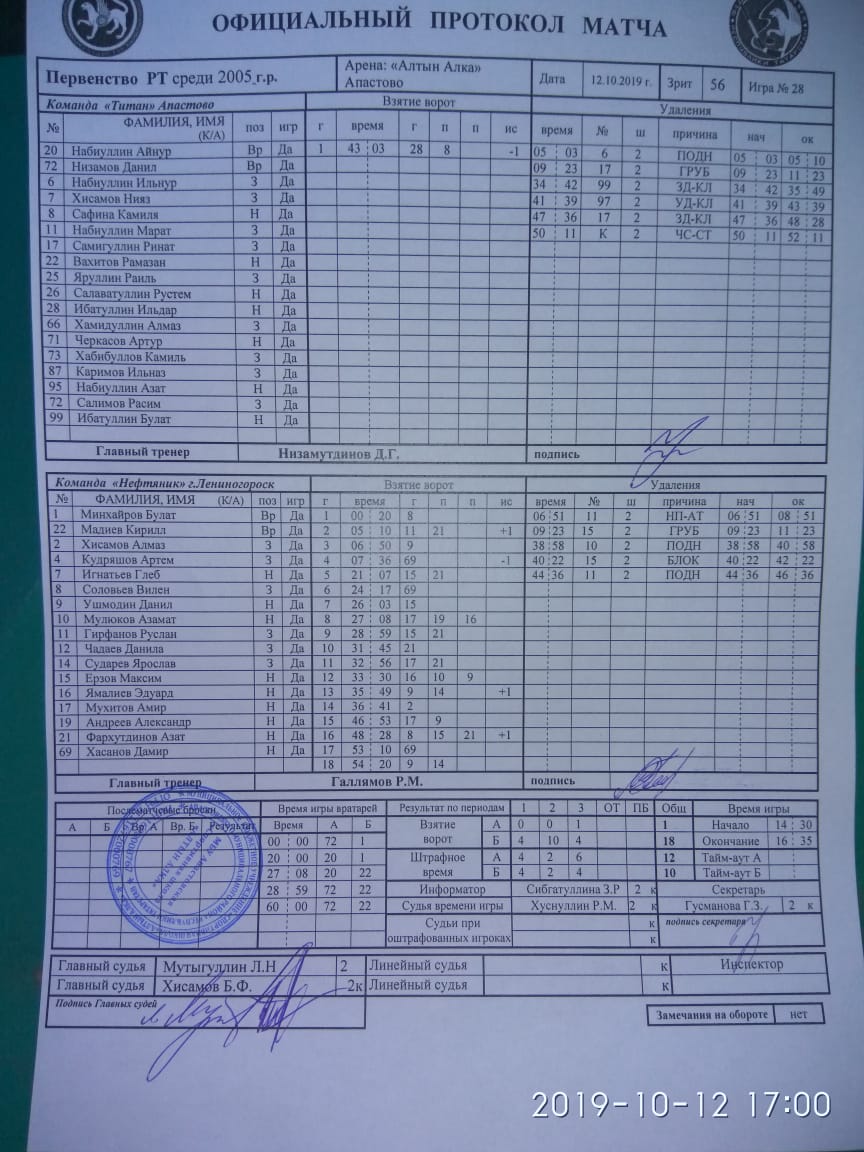 ОФИЦИАЛЬНЫЙ ПРОТОКОЛ МАТЧА
Первенство РТ среди 2005 г.р. Арена: «Алтын Алка» Апастово Дата 12.10.2019 г. Зрит 56 Игра № 28
Команда «Титан» Апастово Взятие ворот Удаления
№ ФАМИЛИЯ, ИМЯ (К/А) поз игр г время г п п ис время № ш причина нач ок
20 Набиуллин Айнур Вр Да 1 43 03 28 8 -1 05 03 6 2 ПОДН 05 03 05 10
72 Низамов Данил Вр Да 09 23 17 2 ГРУБ 09 23 11 23
6 Набиуллин Ильнур З Да 34 42 99 2 ЗД-КЛ 34 42 35 49
7 Хисамов Нияз З Да 41 39 97 2 УД-КЛ 41 39 43 39
8 Сафина Камиля Н Да 47 36 17 2 ЗД-КЛ 47 36 48 28
11 Набиуллин Марат З Да 50 11 К 2 ЧС-СТ 50 11 52 11
17 Самигуллин Ринат З Да
22 Вахитов Рамазан Н Да
25 Яруллин Раиль З Да
26 Салаватуллин Рустем Н Да
28 Ибатуллин Ильдар Н Да
66 Хамидуллин Алмаз З Да
71 Черкасов Артур Н Да
73 Хабибуллов Камиль З Да
87 Каримов Ильназ З Да
95 Набиуллин Азат Н Да
72 Салимов Расим З Да
99 Ибатуллин Булат Н Да
Главный тренер Низамутдинов Д.Г. подпись
Команда «Нефтяник» г.Лениногорск Взятие ворот Удаления
№ ФАМИЛИЯ, ИМЯ (К/А) поз игр г время г п п ис время № ш причина нач ок
1 Минхайров Булат Вр Да 1 00 20 8 06 51 11 2 НП-АТ 06 51 08 51
22 Мадиев Кирилл Вр Да 2 05 10 11 21 +1 09 23 15 2 ГРУБ 09 23 11 23
2 Хисамов Алмаз З Да 3 06 50 9 38 58 10 2 ПОДН 38 58 40 58
4 Кудряшов Артем З Да 4 07 36 69 -1 40 22 15 2 БЛОК 40 22 42 22
7 Игнатьев Глеб Н Да 5 21 07 15 21 44 36 11 2 ПОДН 44 36 46 36
8 Соловьев Вилен З Да 6 24 17 69
9 Ушмодин Данил Н Да 7 26 03 15
10 Мулюков Азамат Н Да 8 27 08 17 19 16
11 Гирфанов Руслан З Да 9 28 59 15 21
12 Чадаев Данила З Да 10 31 45 21
14 Сударев Ярослав З Да 11 32 56 17 21
15 Ерзов Максим Н Да 12 33 30 16 10 9
16 Ямалиев Эдуард Н Да 13 35 49 9 14 +1
17 Мухитов Амир Н Да 14 36 41 2
19 Андреев Александр Н Да 15 46 53 17 9
21 Фархутдинов Азат Н Да 16 48 28 8 15 21 +1
69 Хасанов Дамир Н Да 17 53 10 69
18 54 20 9 14
Главный тренер Галлямов Р.М. подпись
Послематчевые броски Время игры вратарей Результат по периодам 1 2 3 ОТ ПБ Общ Время игры
А Б Вр А Вр. Б Результат Время А Б Взятие ворот А 0 0 1 1 Начало 14 30
00 00 72 1 Б 4 10 4 18 Окончание 16 35
20 00 20 1 Штрафное время А 4 2 6 12 Тайм-аут А
27 08 20 22 Б 4 2 4 10 Тайм-аут Б
28 59 72 22 Информатор Сибгатуллина З.Р 2 к Секретарь
60 00 72 22 Судья времени игры Хуснуллин Р.М. 2 к Гусманова Г.З. 2 к
Судьи при оштрафованных игроках к подпись секретаря
к
Главный судья Мутыгуллин Л.Н 2 Линейный судья к Инспектор
Главный судья Хисамов Б.Ф. 2к Линейный судья к
Подпись Главных судей
Замечания на обороте нет
2019-10-12 17:00